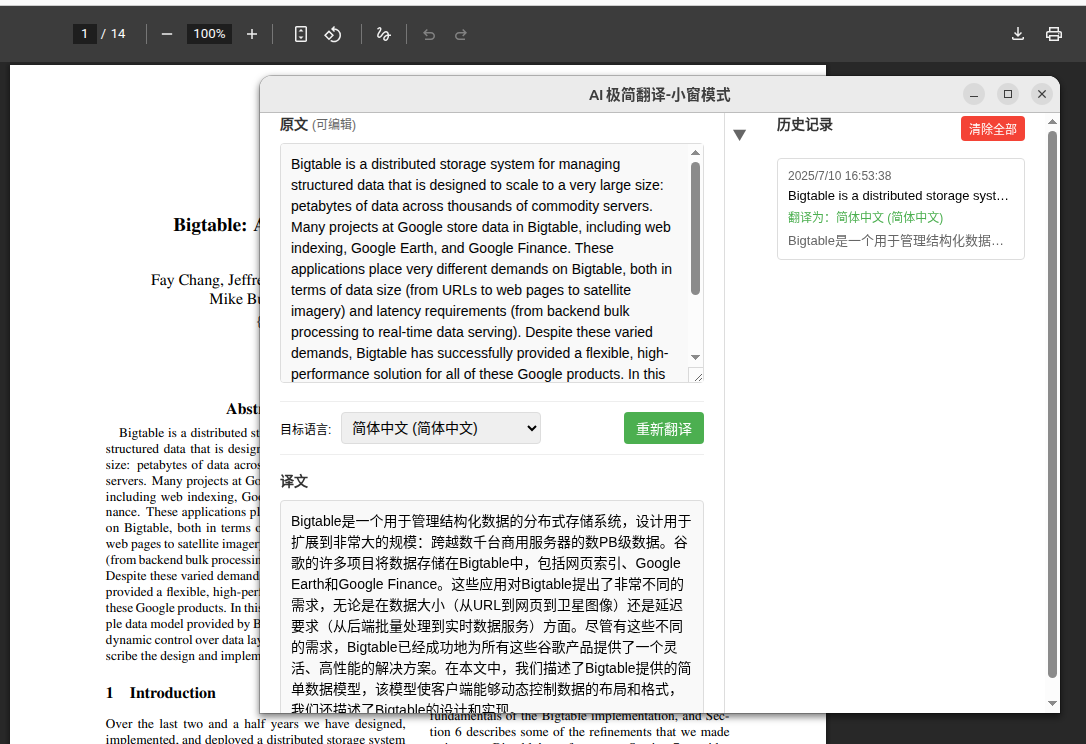 1 / 14
100%
AI 极简翻译-小窗模式
原文 (可编辑)
Bigtable is a distributed storage system for managing
structured data that is designed to scale to a very large size:
petabytes of data across thousands of commodity servers.
Many projects at Google store data in Bigtable, including web
indexing, Google Earth, and Google Finance. These
applications place very different demands on Bigtable, both in
terms of data size (from URLs to web pages to satellite
imagery) and latency requirements (from backend bulk
processing to real-time data serving). Despite these varied
demands, Bigtable has successfully provided a flexible, high-
performance solution for all of these Google products. In this
目标语言:
简体中文 (简体中文)
重新翻译
译文
Bigtable是一个用于管理结构化数据的分布式存储系统，设计用于
扩展到非常大的规模：跨越数千台商用服务器的数PB级数据。谷
歌的许多项目将数据存储在Bigtable中，包括网页索引、Google
Earth和Google Finance。这些应用对Bigtable提出了非常不同的
需求，无论是在数据大小（从URL到网页到卫星图像）还是延迟
要求（从后端批量处理到实时数据服务）方面。尽管有这些不同
的需求，Bigtable已经成功地为所有这些谷歌产品提供了一个灵
活、高性能的解决方案。在本文中，我们描述了Bigtable提供的简
单数据模型，该模型使客户端能够动态控制数据的布局和格式，
我们还描述了Bigtable的设计和实现。
历史记录
清除全部
2025/7/10 16:53:38
Bigtable is a distributed storage syst…
翻译为：简体中文 (简体中文)
Bigtable是一个用于管理结构化数据…
Bigtable:
Fay Chang, Jeffre
Mike Bu
Abst
Bigtable is a distributed st
structured data that is design
size: petabytes of data acros
servers. Many projects at Go
including web indexing, Goo
nance. These applications pl
on Bigtable, both in terms o
web pages to satellite imager
(from backend bulk processin
Despite these varied demand
provided a flexible, high-per
these Google products. In this
ple data model provided by B
dynamic control over data lay
scribe the design and implem
1 Introduction
Over the last two and a half years we have designed,
implemented, and deployed a distributed storage system
fundamentals of the Bigtable implementation, and Sec-
tion 6 describes some of the refinements that we made